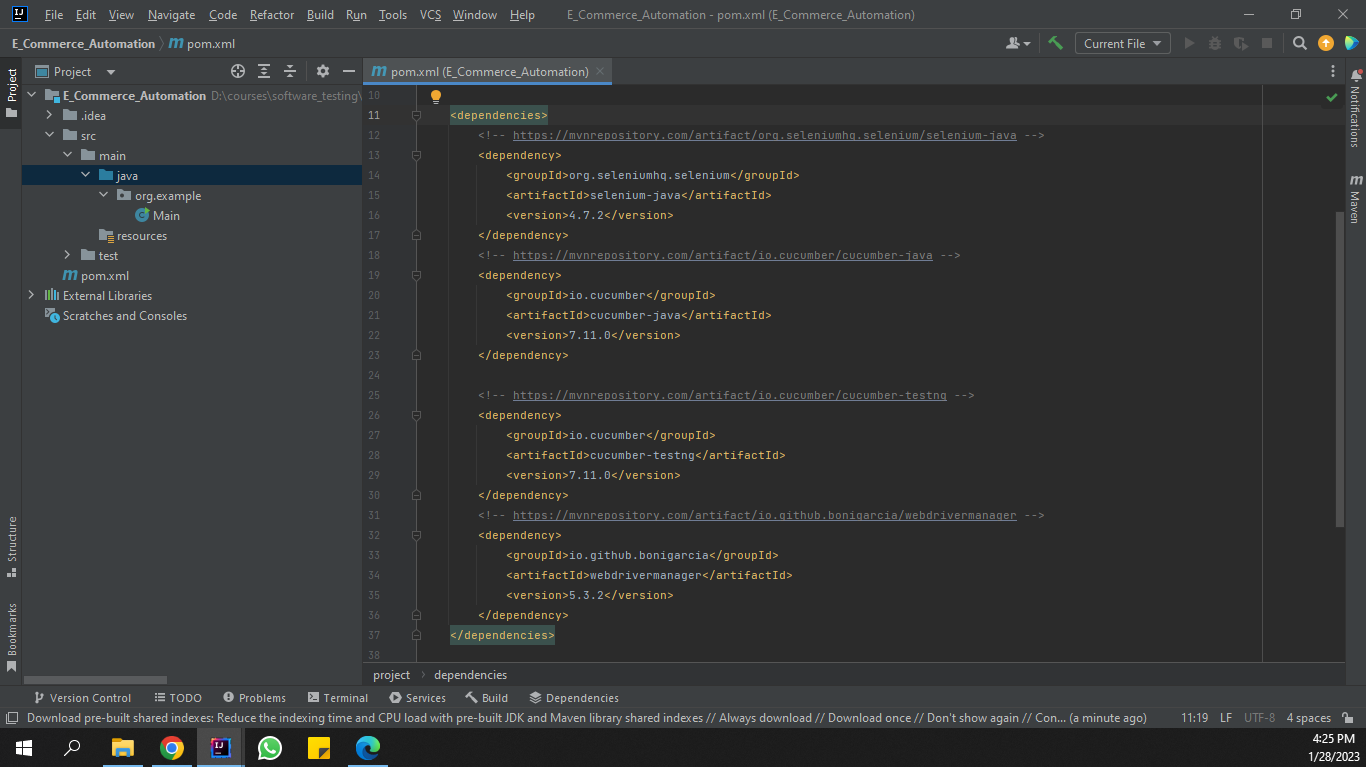 File Edit View Navigate Code Refactor Build Run Tools VCS Window Help E_Commerce_Automation - pom.xml (E_Commerce_Automation)
E_Commerce_Automation pom.xml Current File
Project
Project
E_Commerce_Automation D:\courses\software_testing\
.idea
src
main
java
org.example
Main
resources
test
pom.xml
External Libraries
Scratches and Consoles
Structure
Bookmarks
pom.xml (E_Commerce_Automation)
10
11 <dependencies>
12 <!-- https://mvnrepository.com/artifact/org.seleniumhq.selenium/selenium-java -->
13 <dependency>
14 <groupId>org.seleniumhq.selenium</groupId>
15 <artifactId>selenium-java</artifactId>
16 <version>4.7.2</version>
17 </dependency>
18 <!-- https://mvnrepository.com/artifact/io.cucumber/cucumber-java -->
19 <dependency>
20 <groupId>io.cucumber</groupId>
21 <artifactId>cucumber-java</artifactId>
22 <version>7.11.0</version>
23 </dependency>
24
25 <!-- https://mvnrepository.com/artifact/io.cucumber/cucumber-testng -->
26 <dependency>
27 <groupId>io.cucumber</groupId>
28 <artifactId>cucumber-testng</artifactId>
29 <version>7.11.0</version>
30 </dependency>
31 <!-- https://mvnrepository.com/artifact/io.github.bonigarcia/webdrivermanager -->
32 <dependency>
33 <groupId>io.github.bonigarcia</groupId>
34 <artifactId>webdrivermanager</artifactId>
35 <version>5.3.2</version>
36 </dependency>
37 </dependencies>
38
Notifications
Maven
project dependencies
Version Control TODO Problems Terminal Services Build Dependencies
Download pre-built shared indexes: Reduce the indexing time and CPU load with pre-built JDK and Maven library shared indexes // Always download // Download once // Don't show again // Con... (a minute ago) 11:19 LF UTF-8 4 spaces
4:25 PM
1/28/2023